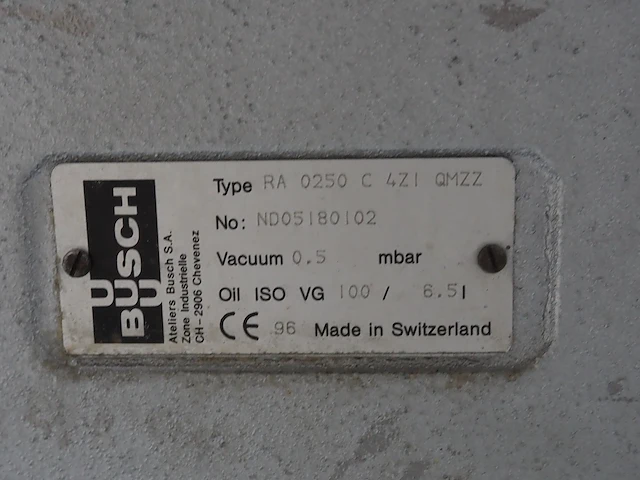 BUSCH
Ateliers Busch S.A.
Zone Industrielle
CH-2906 Chevenez
Type RA 0250 C 4Z1 QMZZ
No: ND05180102
Vacuum 0.5 mbar
Oil ISO VG 100 / 6.5l
CE 96 Made in Switzerland